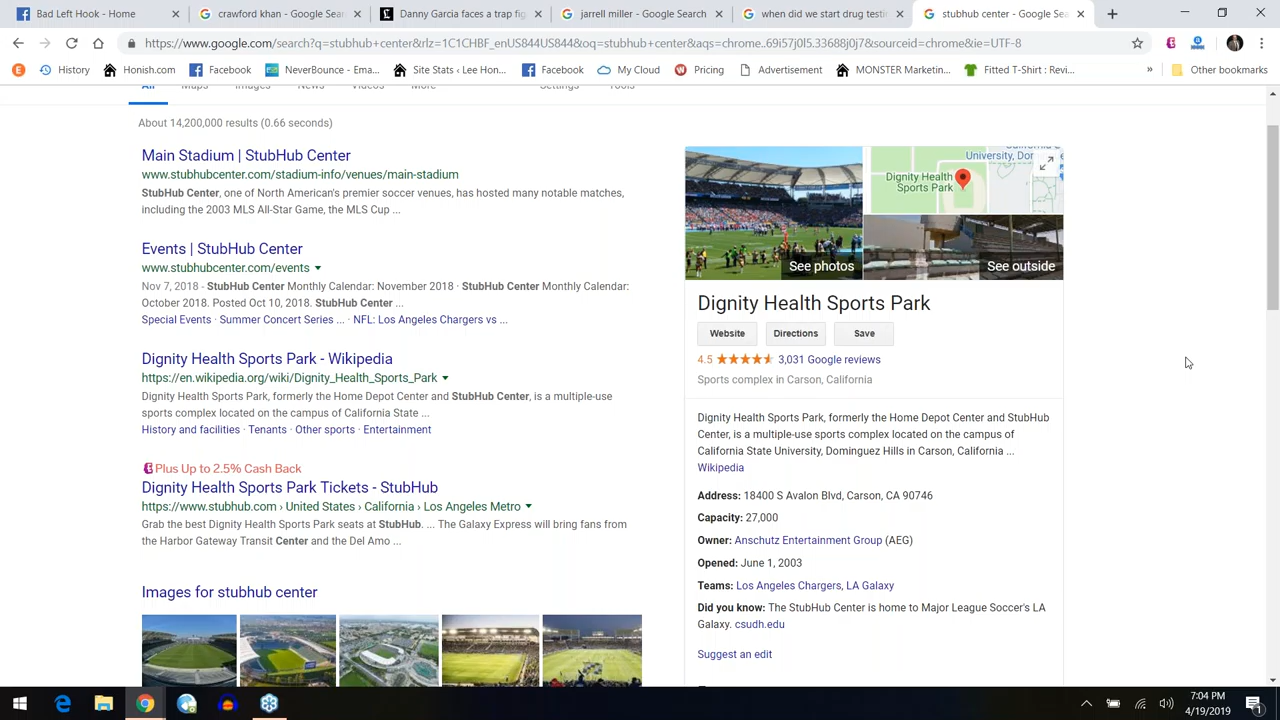 Bad Left Hook - Home
crawford khan - Google Sear
Danny Garcia faces a trap fig
jarrell miller - Google Search
when did we start drug testi
stubhub center - Google Sea
https://www.google.com/search?q=stubhub+center&rlz=1C1CHBF_enUS844US844&oq=stubhub+center&aqs=chrome..69i57j0l5.33688j0j7&sourceid=chrome&ie=UTF-8
History
Honish.com
Facebook
NeverBounce - Ema...
Site Stats ‹ Lee Hon...
Facebook
My Cloud
Pricing
Advertisement
MONSTER Marketin...
Fitted T-Shirt : Revi...
»
Other bookmarks
All Maps Images News Videos More Settings Tools
About 14,200,000 results (0.66 seconds)
Main Stadium | StubHub Center
www.stubhubcenter.com/stadium-info/venues/main-stadium
StubHub Center, one of North American's premier soccer venues, has hosted many notable matches,
including the 2003 MLS All-Star Game, the MLS Cup ...
Events | StubHub Center
www.stubhubcenter.com/events
Nov 7, 2018 - StubHub Center Monthly Calendar: November 2018 · StubHub Center Monthly Calendar:
October 2018. Posted Oct 10, 2018. StubHub Center ...
Special Events · Summer Concert Series ... · NFL: Los Angeles Chargers vs ...
Dignity Health Sports Park - Wikipedia
https://en.wikipedia.org/wiki/Dignity_Health_Sports_Park
Dignity Health Sports Park, formerly the Home Depot Center and StubHub Center, is a multiple-use
sports complex located on the campus of California State ...
History and facilities · Tenants · Other sports · Entertainment
Plus Up to 2.5% Cash Back
Dignity Health Sports Park Tickets - StubHub
https://www.stubhub.com › United States › California › Los Angeles Metro
Grab the best Dignity Health Sports Park seats at StubHub. ... The Galaxy Express will bring fans from
the Harbor Gateway Transit Center and the Del Amo ...
Images for stubhub center
University, Dor
Dignity Health
Sports Park
See photos
See outside
Dignity Health Sports Park
Website
Directions
Save
4.5 3,031 Google reviews
Sports complex in Carson, California
Dignity Health Sports Park, formerly the Home Depot Center and StubHub
Center, is a multiple-use sports complex located on the campus of
California State University, Dominguez Hills in Carson, California ...
Wikipedia
Address: 18400 S Avalon Blvd, Carson, CA 90746
Capacity: 27,000
Owner: Anschutz Entertainment Group (AEG)
Opened: June 1, 2003
Teams: Los Angeles Chargers, LA Galaxy
Did you know: The StubHub Center is home to Major League Soccer's LA
Galaxy. csudh.edu
Suggest an edit
7:04 PM
4/19/2019
1